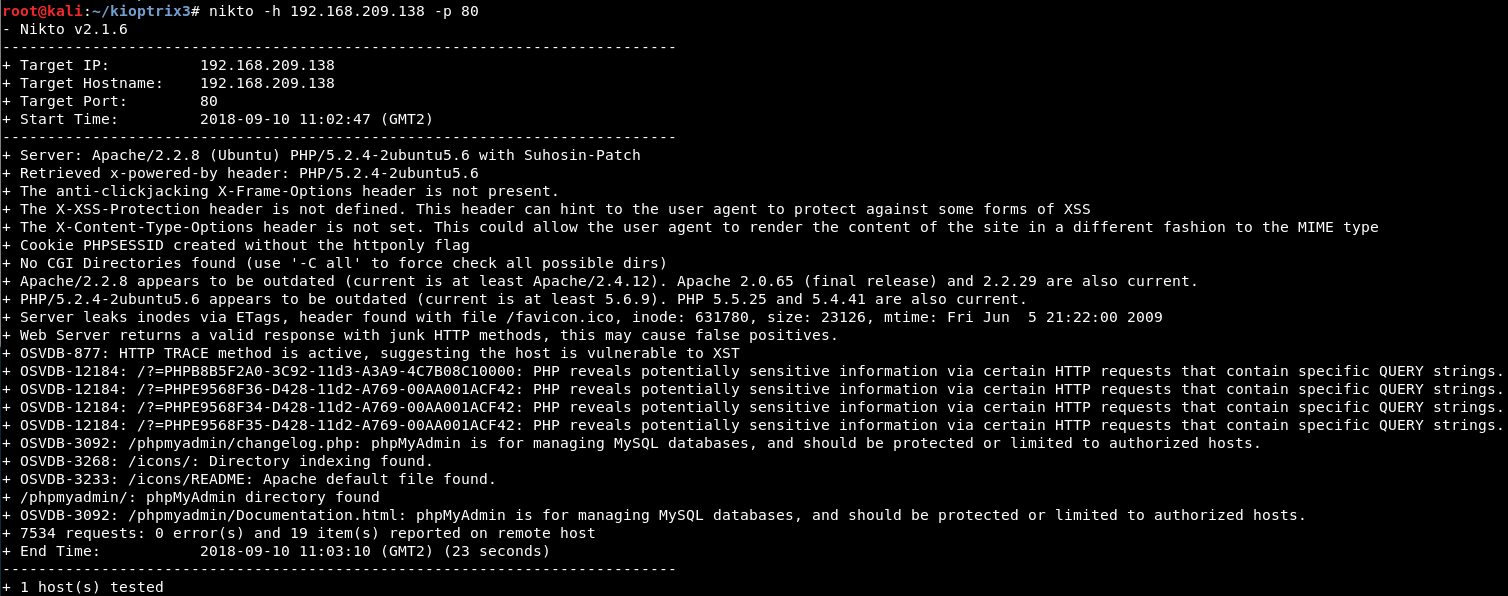 root@kali:~/kioptrix3# nikto -h 192.168.209.138 -p 80
- Nikto v2.1.6
---------------------------------------------------------------------------
+ Target IP:          192.168.209.138
+ Target Hostname:    192.168.209.138
+ Target Port:        80
+ Start Time:         2018-09-10 11:02:47 (GMT2)
---------------------------------------------------------------------------
+ Server: Apache/2.2.8 (Ubuntu) PHP/5.2.4-2ubuntu5.6 with Suhosin-Patch
+ Retrieved x-powered-by header: PHP/5.2.4-2ubuntu5.6
+ The anti-clickjacking X-Frame-Options header is not present.
+ The X-XSS-Protection header is not defined. This header can hint to the user agent to protect against some forms of XSS
+ The X-Content-Type-Options header is not set. This could allow the user agent to render the content of the site in a different fashion to the MIME type
+ Cookie PHPSESSID created without the httponly flag
+ No CGI Directories found (use '-C all' to force check all possible dirs)
+ Apache/2.2.8 appears to be outdated (current is at least Apache/2.4.12). Apache 2.0.65 (final release) and 2.2.29 are also current.
+ PHP/5.2.4-2ubuntu5.6 appears to be outdated (current is at least 5.6.9). PHP 5.5.25 and 5.4.41 are also current.
+ Server leaks inodes via ETags, header found with file /favicon.ico, inode: 631780, size: 23126, mtime: Fri Jun  5 21:22:00 2009
+ Web Server returns a valid response with junk HTTP methods, this may cause false positives.
+ OSVDB-877: HTTP TRACE method is active, suggesting the host is vulnerable to XST
+ OSVDB-12184: /?=PHPB8B5F2A0-3C92-11d3-A3A9-4C7B08C10000: PHP reveals potentially sensitive information via certain HTTP requests that contain specific QUERY strings.
+ OSVDB-12184: /?=PHPE9568F36-D428-11d2-A769-00AA001ACF42: PHP reveals potentially sensitive information via certain HTTP requests that contain specific QUERY strings.
+ OSVDB-12184: /?=PHPE9568F34-D428-11d2-A769-00AA001ACF42: PHP reveals potentially sensitive information via certain HTTP requests that contain specific QUERY strings.
+ OSVDB-12184: /?=PHPE9568F35-D428-11d2-A769-00AA001ACF42: PHP reveals potentially sensitive information via certain HTTP requests that contain specific QUERY strings.
+ OSVDB-3092: /phpmyadmin/changelog.php: phpMyAdmin is for managing MySQL databases, and should be protected or limited to authorized hosts.
+ OSVDB-3268: /icons/: Directory indexing found.
+ OSVDB-3233: /icons/README: Apache default file found.
+ /phpmyadmin/: phpMyAdmin directory found
+ OSVDB-3092: /phpmyadmin/Documentation.html: phpMyAdmin is for managing MySQL databases, and should be protected or limited to authorized hosts.
+ 7534 requests: 0 error(s) and 19 item(s) reported on remote host
+ End Time:           2018-09-10 11:03:10 (GMT2) (23 seconds)
---------------------------------------------------------------------------
+ 1 host(s) tested